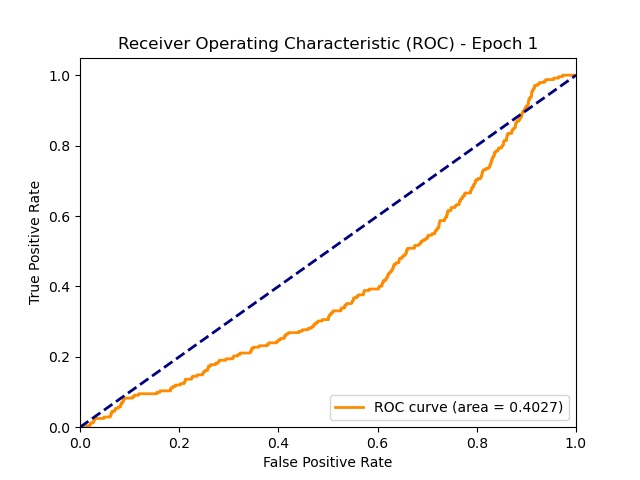 Receiver Operating Characteristic (ROC) - Epoch 1
1.0
0.8
0.6
0.4
0.2
0.0
True Positive Rate
ROC curve (area = 0.4027)
0.0 0.2 0.4 0.6 0.8 1.0
False Positive Rate